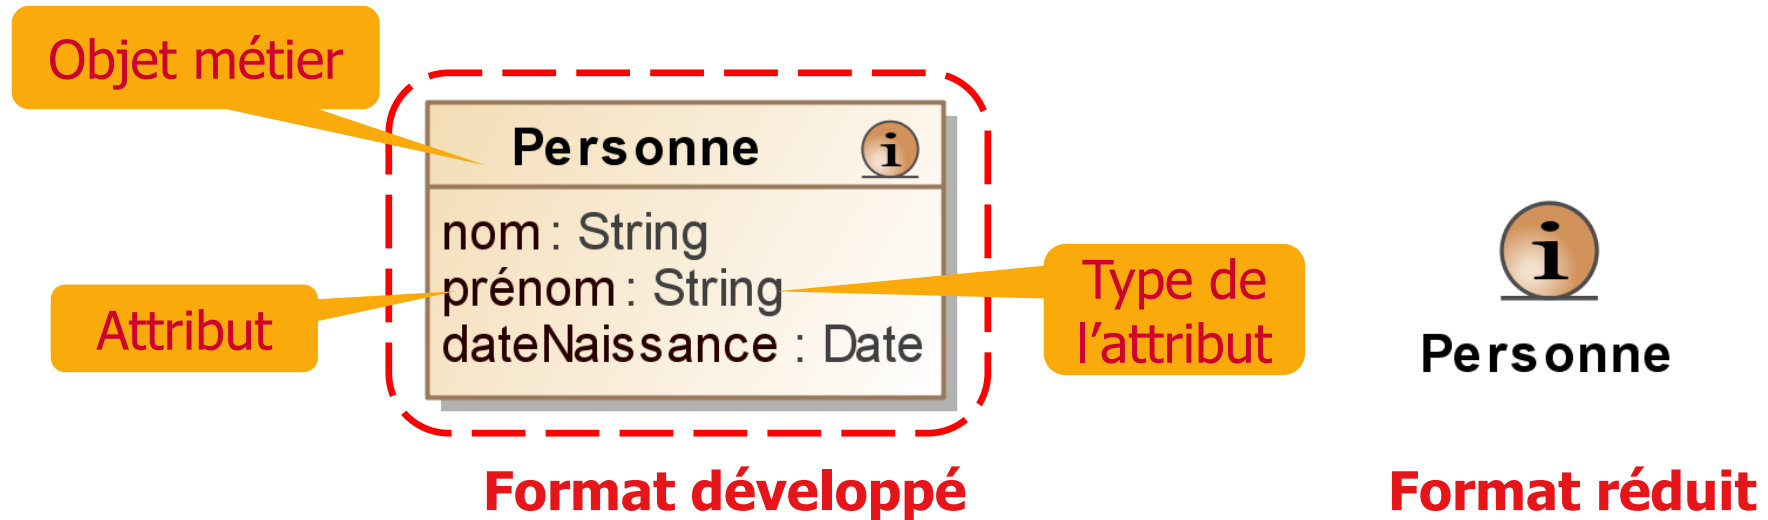 Objet métier
Personne
i
nom : String
prénom : String
dateNaissance : Date
Attribut
Type de
l’attribut
i
Personne
Format développé
Format réduit